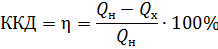 ККД = η = (Qн − Qх) / Qн · 100%